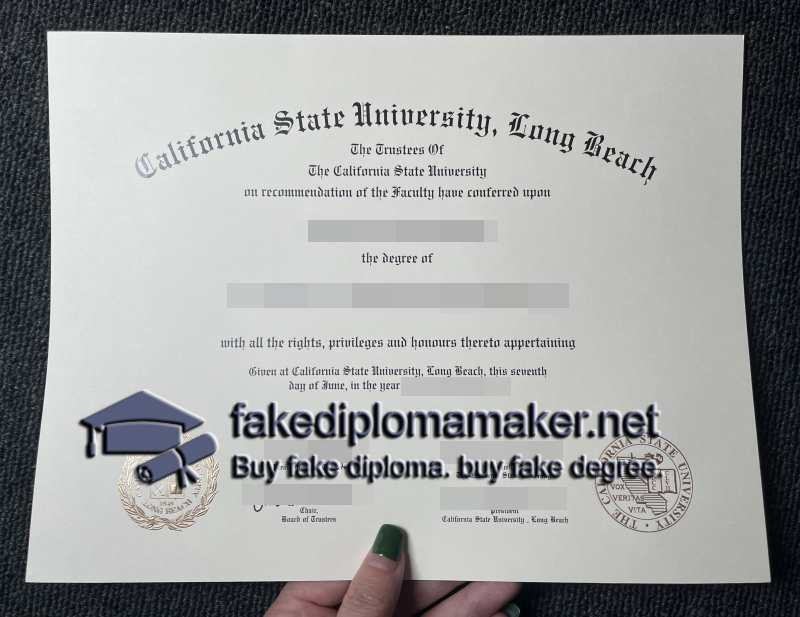 California State University, Long Beach
The Trustees Of
The California State University
on recommendation of the Faculty have conferred upon
the degree of
with all the rights, privileges and honours thereto appertaining
Given at California State University, Long Beach, this seventh
day of June, in the year
fakediplomamaker.net
Buy fake diploma. buy fake degree.
Chair,
Board of Trustees
President
California State University , Long Beach
LONG BEACH
THE CALIFORNIA STATE UNIVERSITY
VOX
VERITAS
VITA